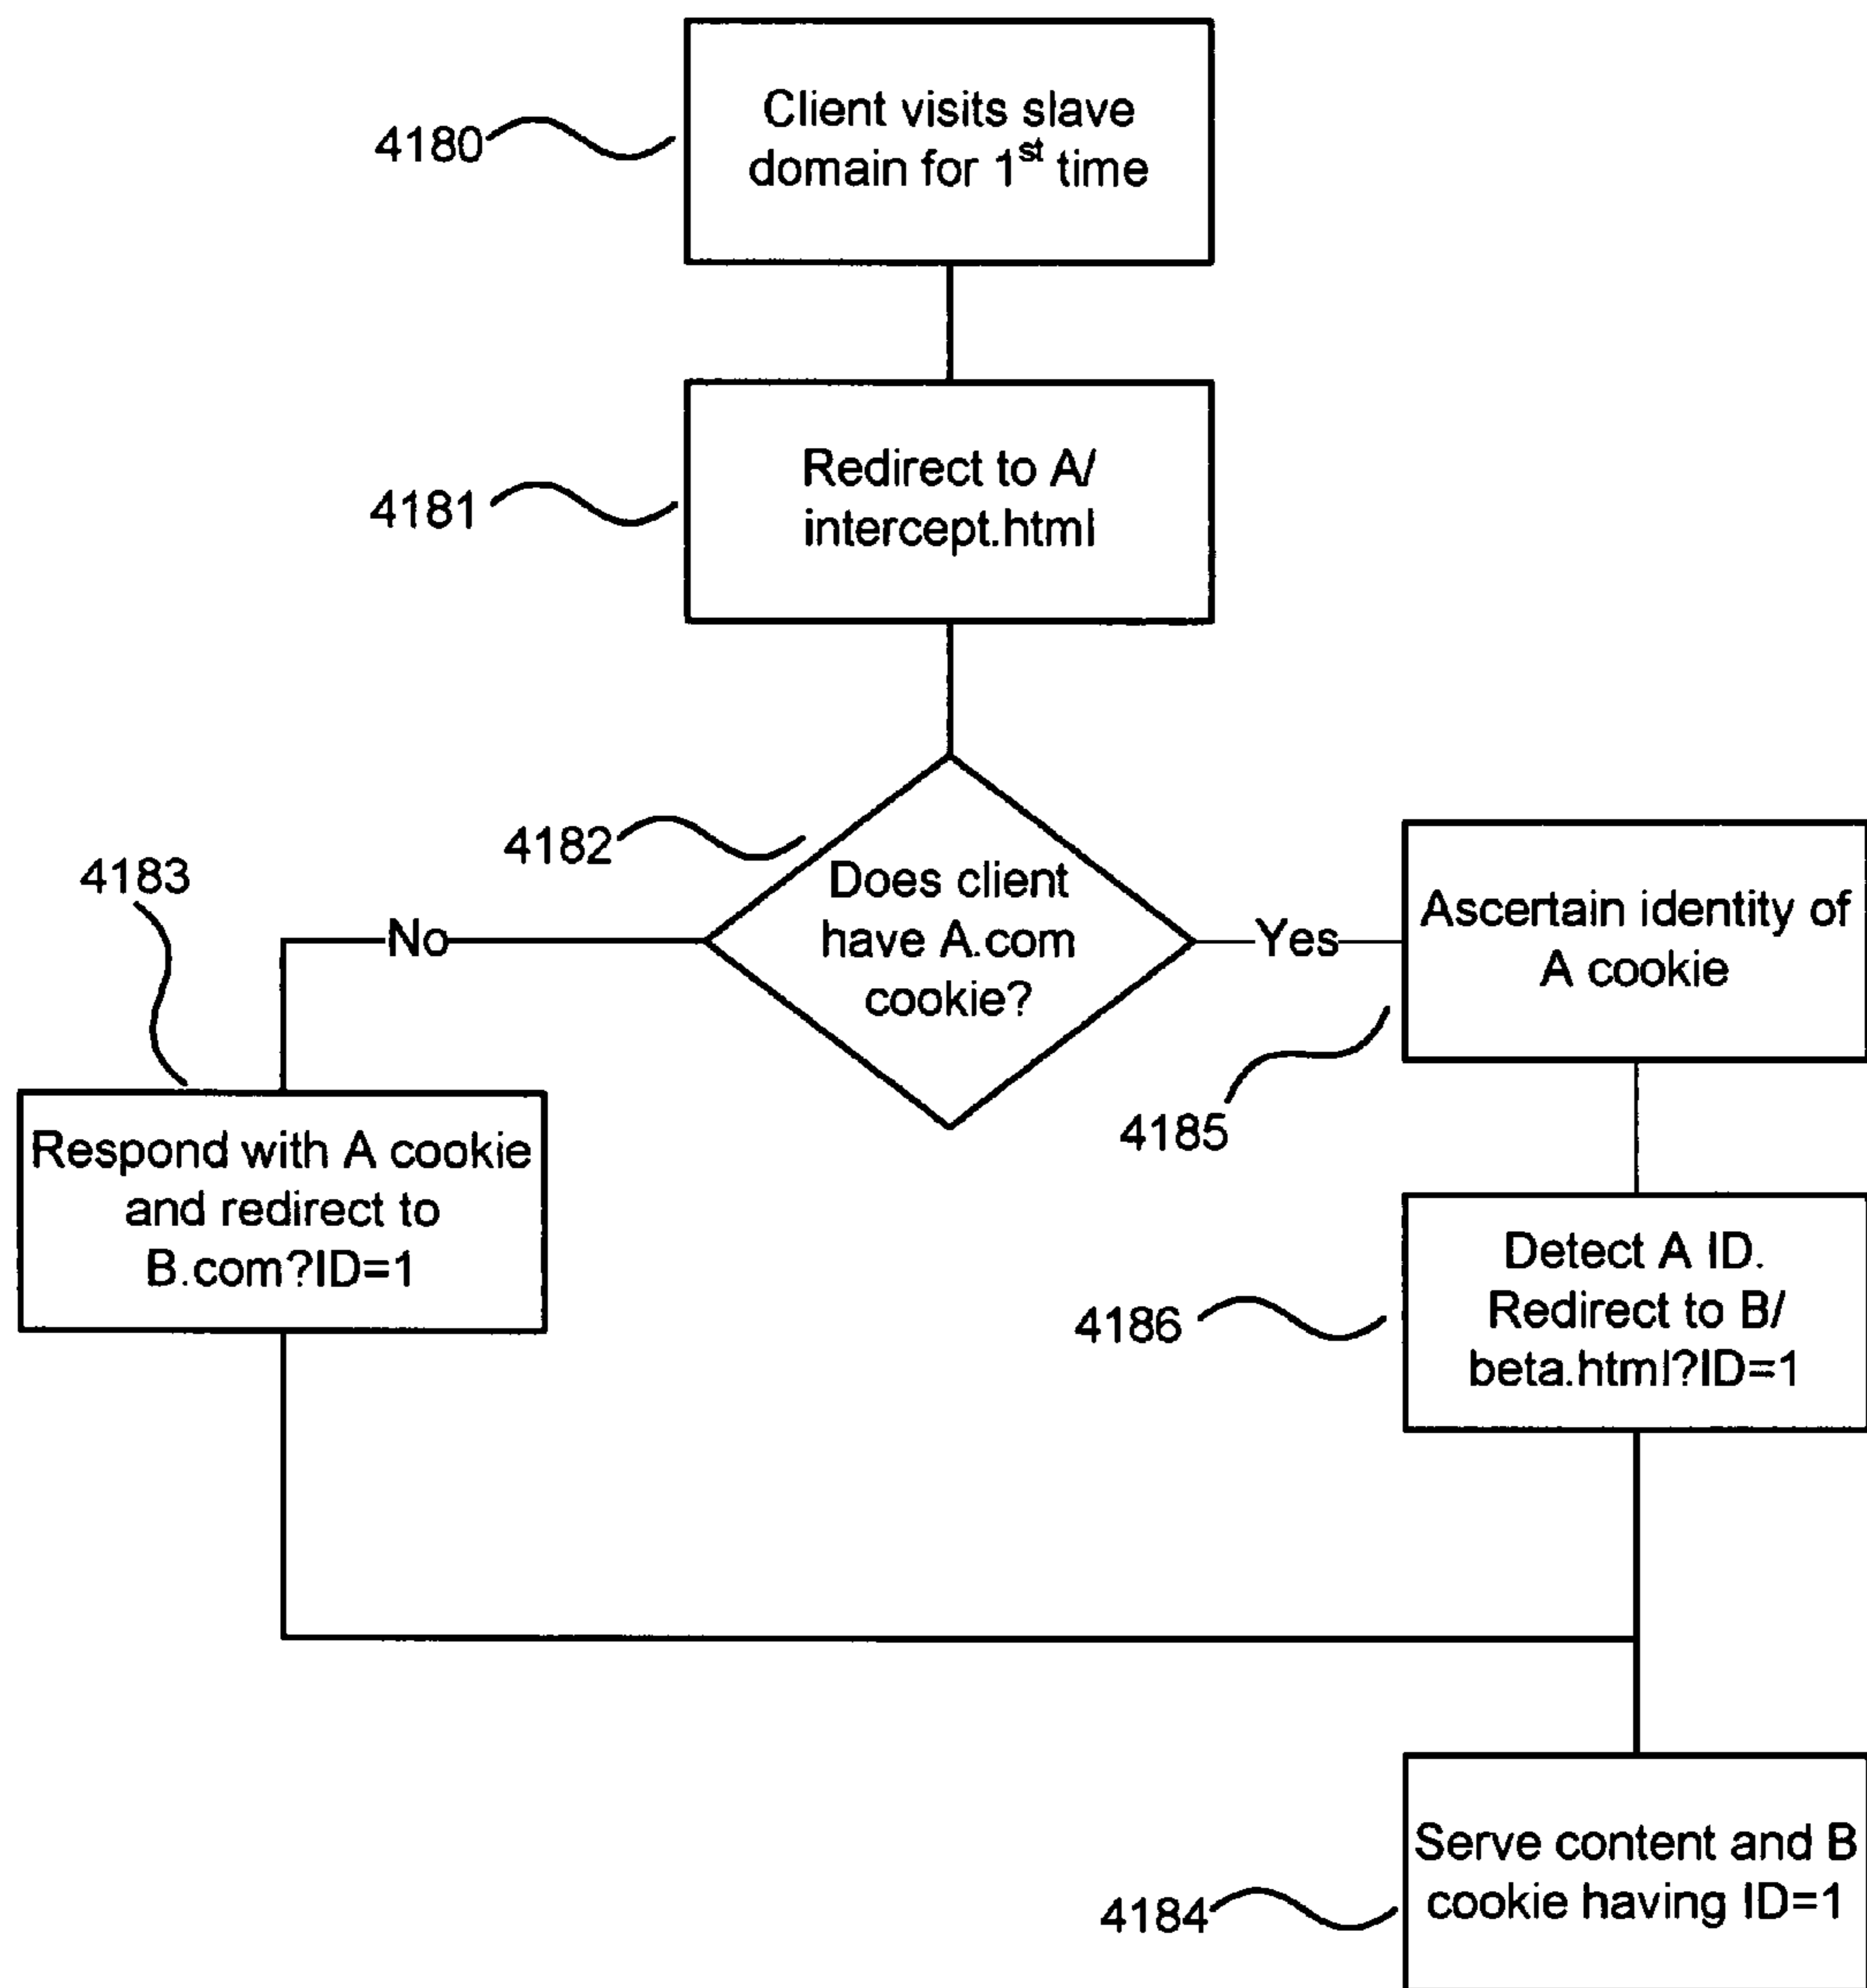 Client visits slave
domain for 1st time
4180
Redirect to A/
intercept.html
4181
4182
Does client
have A.com
cookie?
No
Yes
4183
Respond with A cookie
and redirect to
B.com?ID=1
Ascertain identity of
A cookie
4185
Detect A ID.
Redirect to B/
beta.html?ID=1
4186
Serve content and B
cookie having ID=1
4184